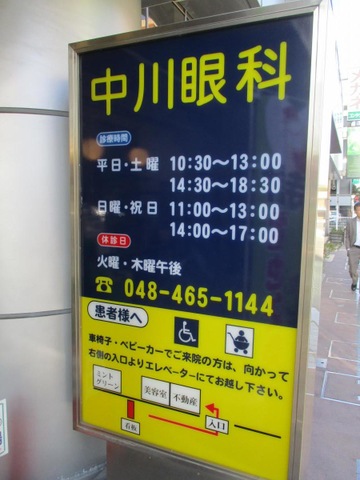 中川眼科
診療時間
平日・土曜 10:30～13:00
14:30～18:30
日曜・祝日 11:00～13:00
14:00～17:00
休診日
火曜・木曜午後
☎ 048-465-1144
患者様へ
車椅子・ベビーカーでご来院の方は、向かって
右側の入口よりエレベーターにてお越し下さい。
ミント
グリーン
美容室
不動産
看板
入口